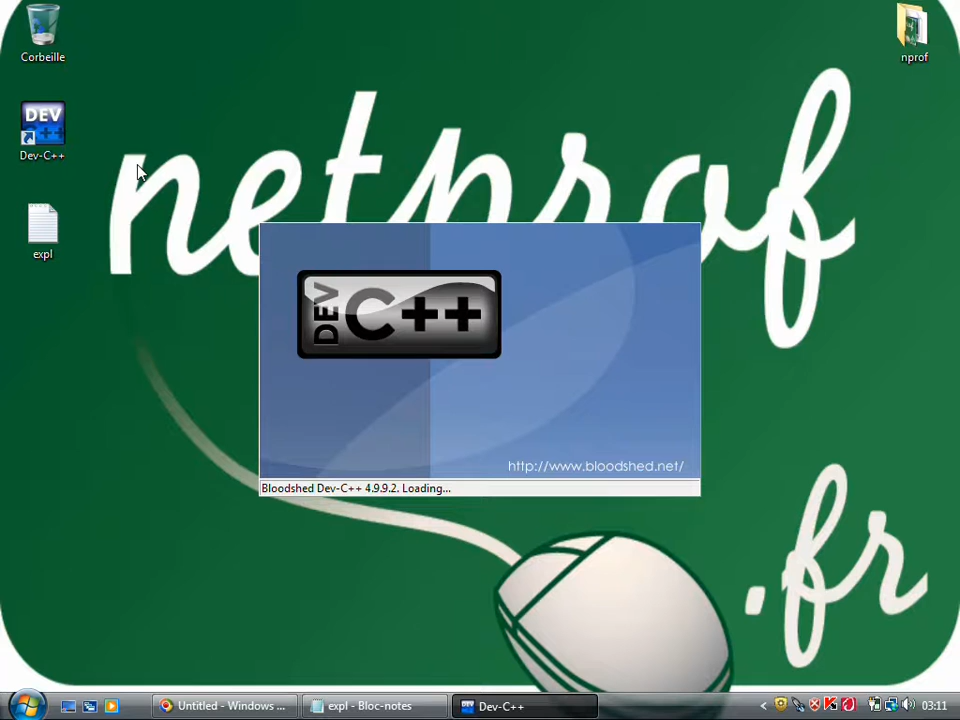 Corbeille
nprof
DEV
C++
Dev-C++
netprof
expl
DEV C++
http://www.bloodshed.net/
Bloodshed Dev-C++ 4.9.9.2. Loading...
.fr
Untitled - Windows ...
expl - Bloc-notes
Dev-C++
03:11